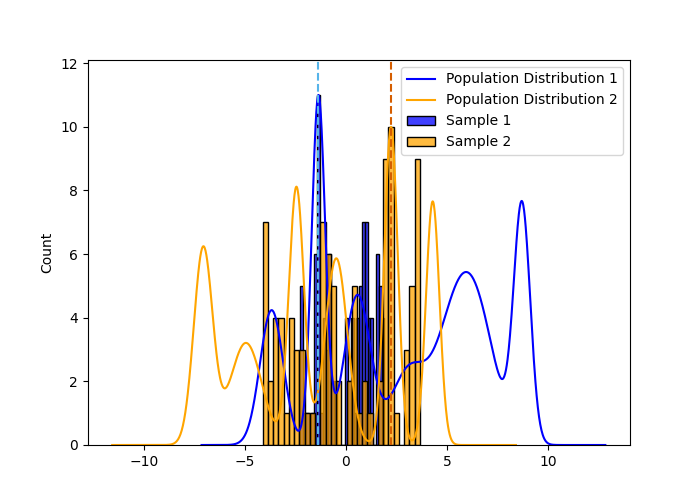 12
10
8
6
4
2
0
Count
−10
−5
0
5
10
Population Distribution 1
Population Distribution 2
Sample 1
Sample 2